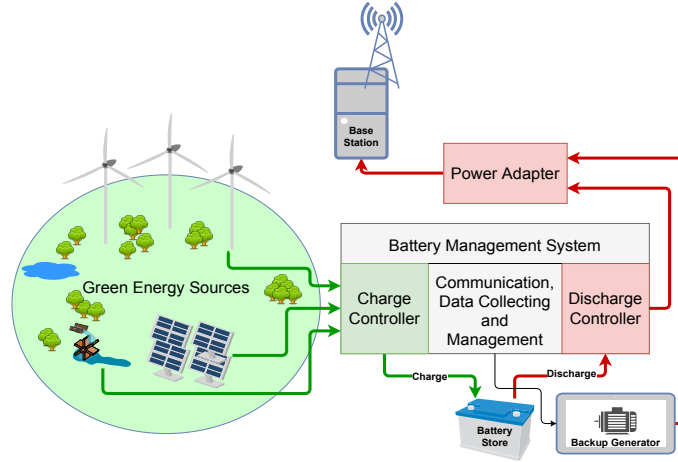 Base
Station
Power Adapter
Battery Management System
Green Energy Sources
Charge
Controller
Communication,
Data Collecting
and
Management
Discharge
Controller
Charge
Discharge
Battery
Store
Backup Generator